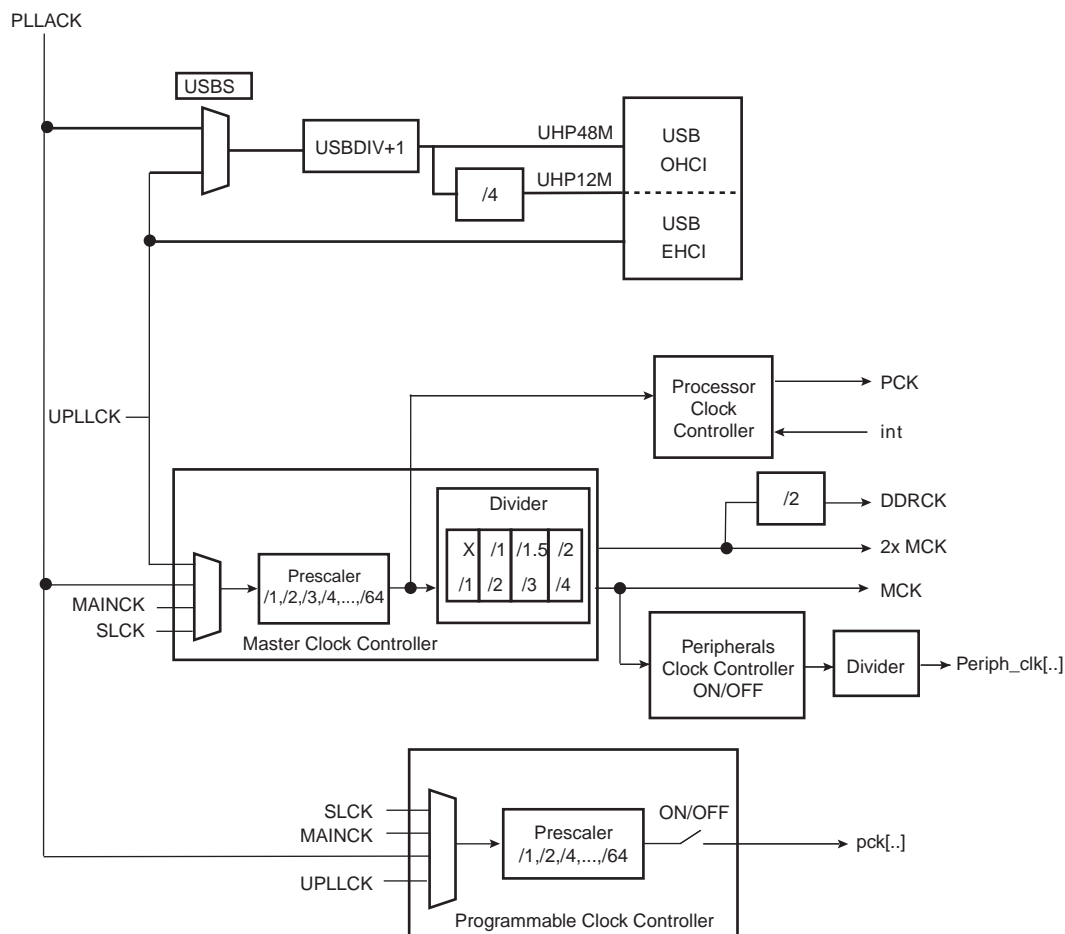 PLLACK
USBS
USBDIV+1
UHP48M
/4
UHP12M
USB
OHCI
USB
EHCI
UPLLCK
Processor
Clock
Controller
PCK
int
Divider
X /1 /1.5 /2
/1 /2 /3 /4
/2
DDRCK
2x MCK
MCK
MAINCK
SLCK
Prescaler
/1,/2,/3,/4,...,/64
Master Clock Controller
Peripherals
Clock Controller
ON/OFF
Divider
Periph_clk[..]
SLCK
MAINCK
UPLLCK
Prescaler
/1,/2,/4,...,/64
ON/OFF
pck[..]
Programmable Clock Controller